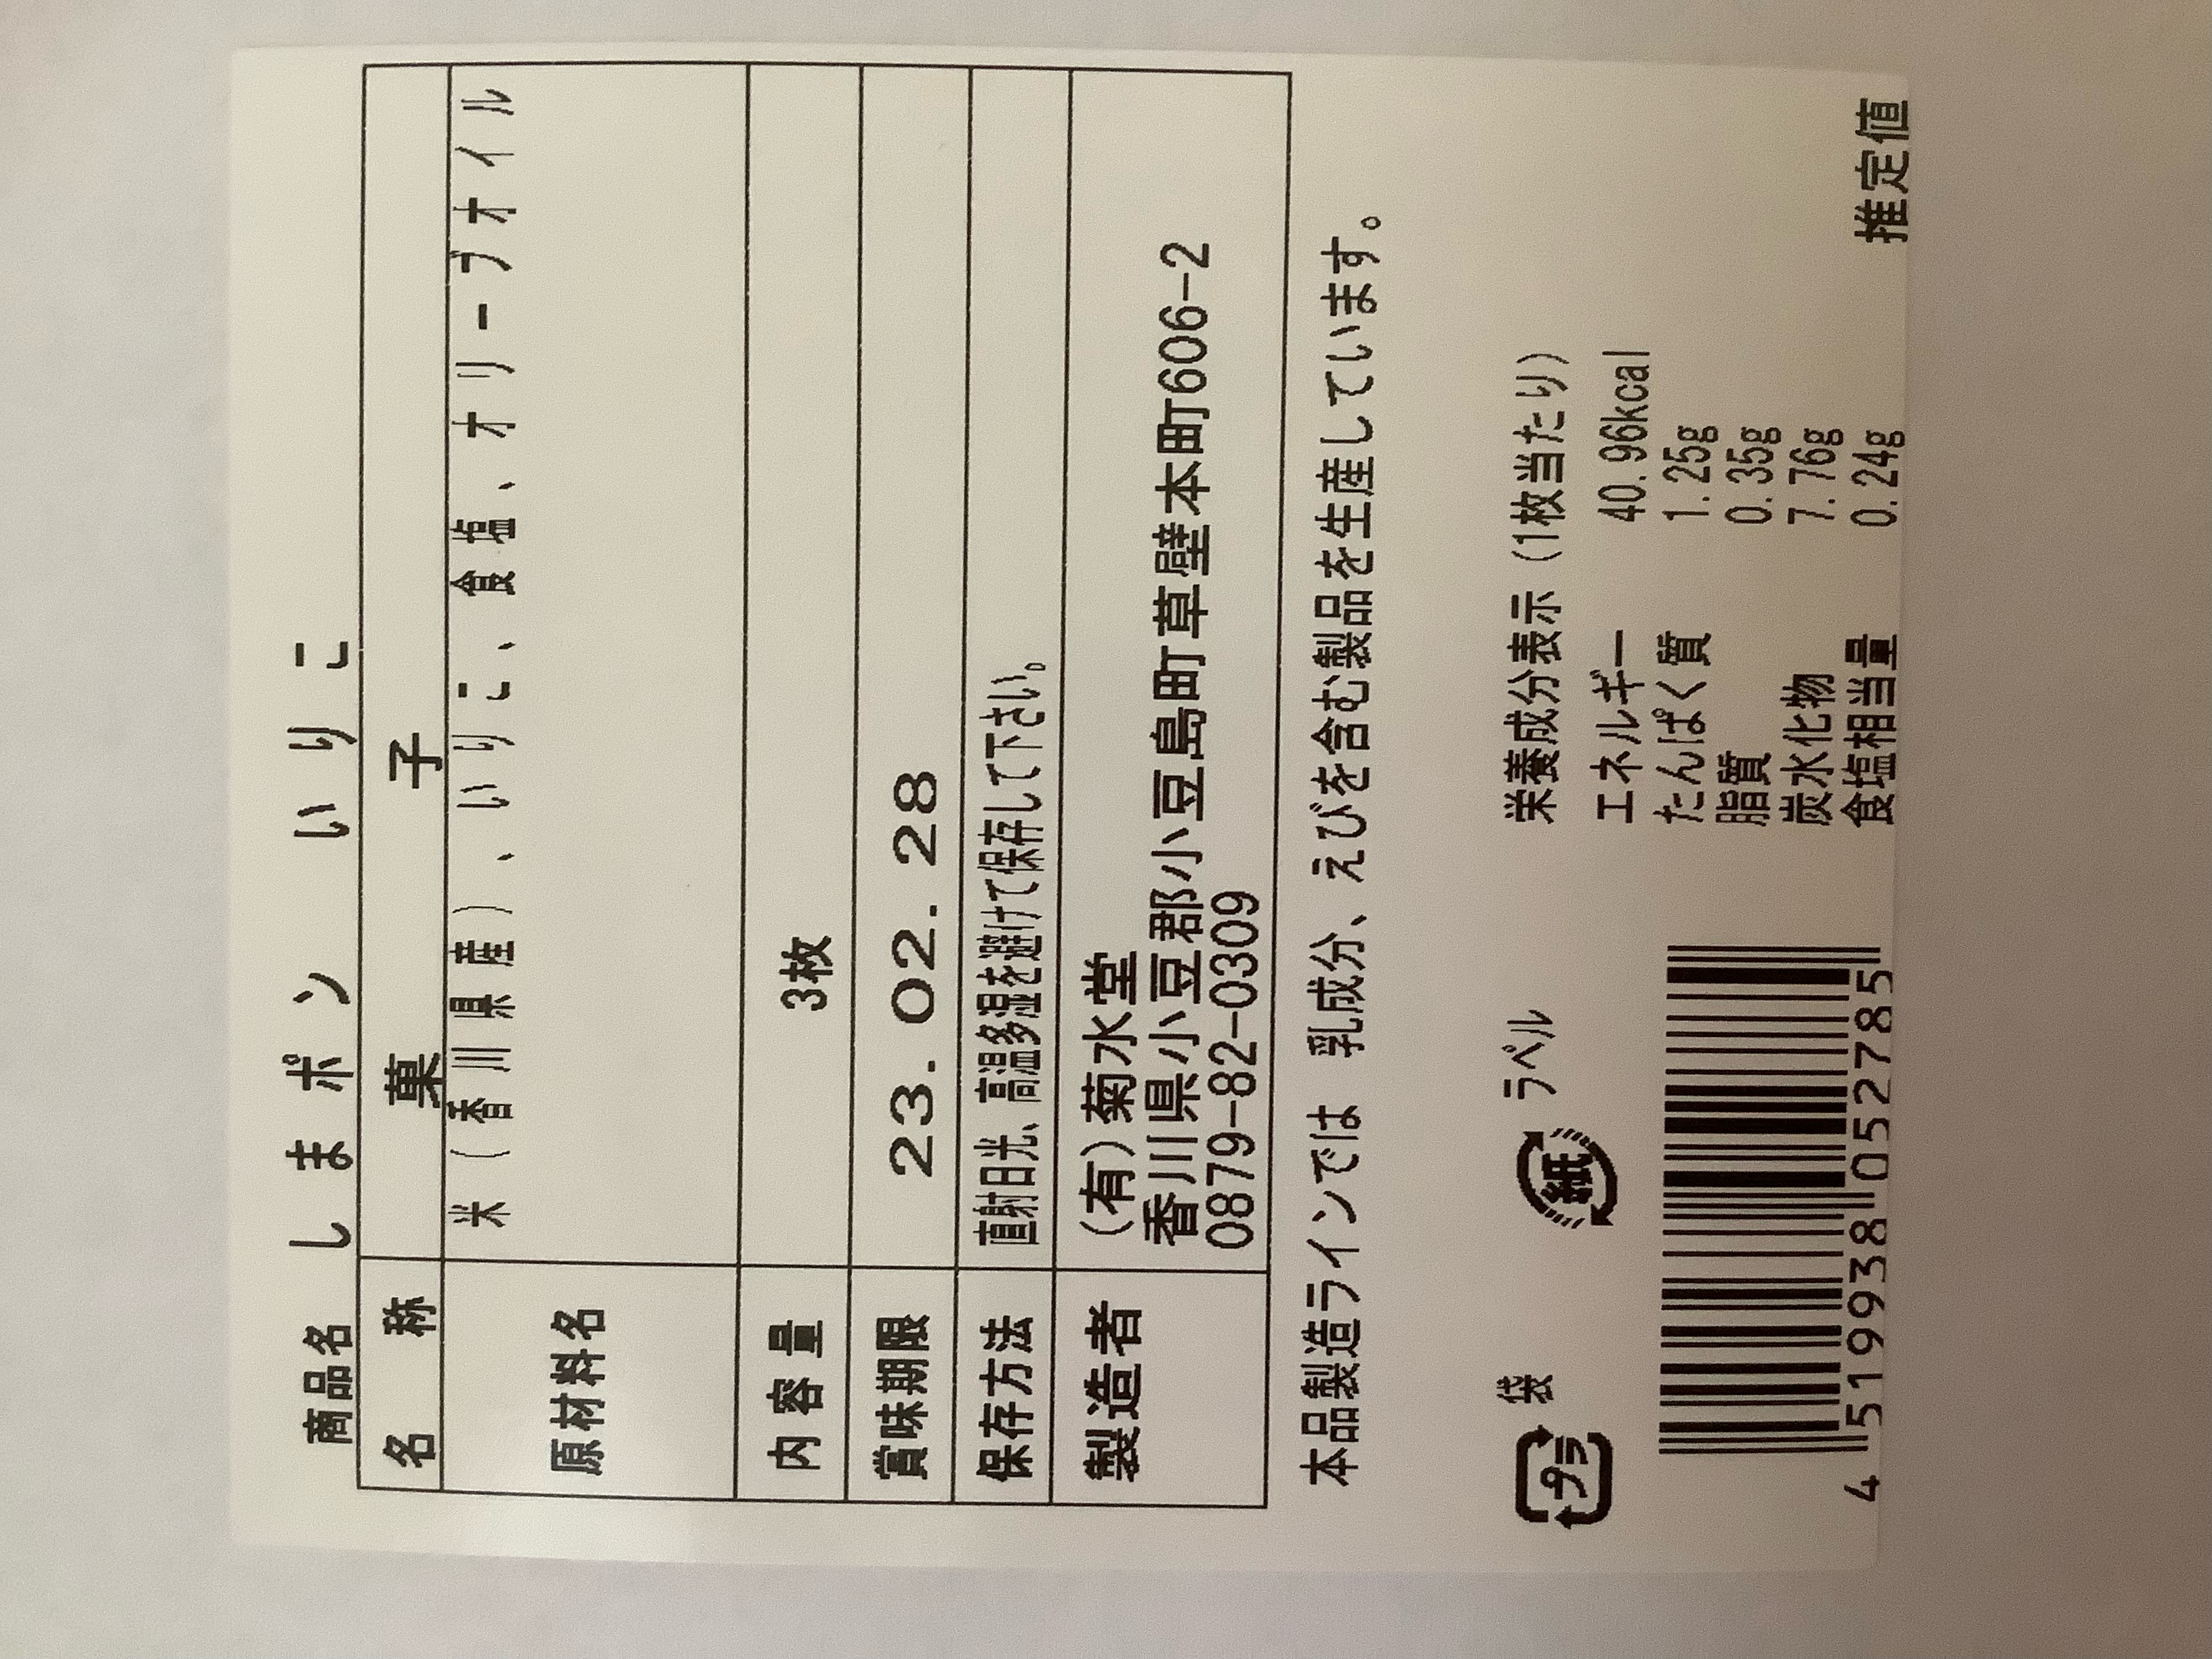 商品名 しまポン いりこ
名称 菓子
原材料名 米(香川県産)、いりこ、食塩、オリーブオイル
内容量 3枚
賞味期限 23.02.28
保存方法 直射日光、高温多湿を避けて保存して下さい。
製造者 (有)菊水堂
香川県小豆郡小豆島町草壁本町606-2
0879-82-0309
本品製造ラインでは 乳成分、えびを含む製品を生産しています。
プラ 袋 紙 ラベル
4 519938 052785
栄養成分表示(1枚当たり)
エネルギー 40.96kcal
たんぱく質 1.25g
脂質 0.35g
炭水化物 7.76g
食塩相当量 0.24g
推定値